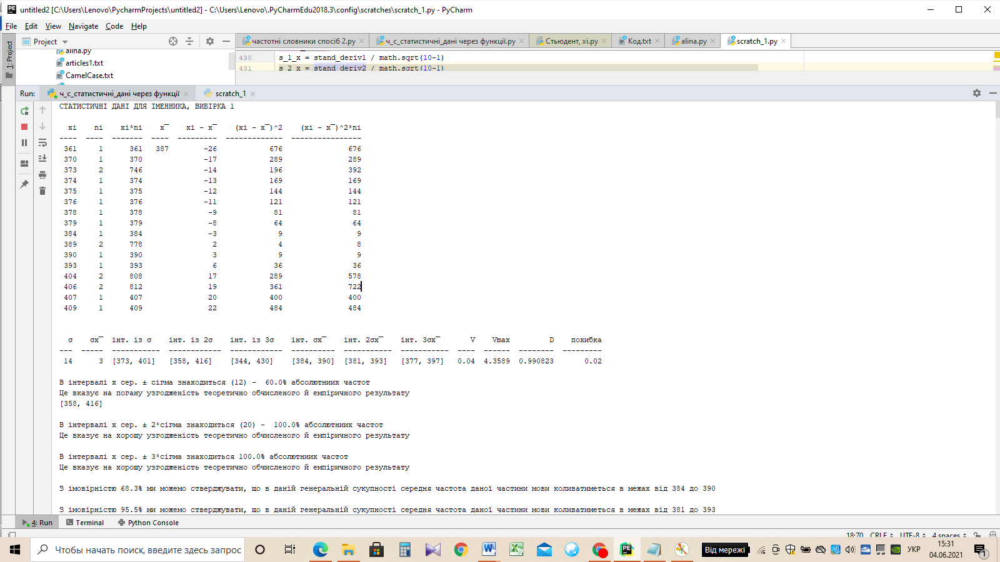 untitled2 [C:\Users\Lenovo\PycharmProjects\untitled2] - C:\Users\Lenovo\.PyCharmEdu2018.3\config\scratches\scratch_1.py - PyCharm
File Edit View Navigate Code Help
1: Project
Project
alina.py
articles1.txt
CamelCase.txt
частотні словники спосіб 2.py
ч_с_статистичні_дані через функції.py
Стьюдент, хі.py
Код.txt
alina.py
scratch_1.py
430 s_1_x = stand_deriv1 / math.sqrt(10-1)
431 s_2_x = stand_deriv2 / math.sqrt(10-1)
Run: ч_с_статистичні_дані через функції scratch_1
СТАТИСТИЧНІ ДАНІ ДЛЯ ІМЕННИКА, ВИБІРКА 1
xi ni xi*ni x¯ xi - x¯ (xi - x¯)^2 (xi - x¯)^2*ni
---- ---- ------- ---- --------- ------------- ----------------
361 1 361 387 -26 676 676
370 1 370 -17 289 289
373 2 746 -14 196 392
374 1 374 -13 169 169
375 1 375 -12 144 144
376 1 376 -11 121 121
378 1 378 -9 81 81
379 1 379 -8 64 64
384 1 384 -3 9 9
389 2 778 2 4 8
390 1 390 3 9 9
393 1 393 6 36 36
404 2 808 17 289 578
406 2 812 19 361 722
407 1 407 20 400 400
409 1 409 22 484 484
σ σx¯ інт. із σ інт. із 2σ інт. із 3σ інт. σx¯ інт. 2σx¯ інт. 3σx¯ V Vmax D похибка
--- ----- ----------- ------------ ------------ ---------- ----------- ----------- ---- ------ -------- ---------
14 3 [373, 401] [358, 416] [344, 430] [384, 390] [381, 393] [377, 397] 0.04 4.3589 0.990823 0.02
В інтервалі x сер. ± сігма знаходиться (12) - 60.0% абсолютниих частот
Це вказує на погану узгодженість теоретично обчисленого й емпіричного результату
[358, 416]
В інтервалі x сер. ± 2*сігма знаходиться (20) - 100.0% абсолютниих частот
Це вказує на хорошу узгодженість теоретично обчисленого й емпіричного результату
В інтервалі x сер. ± 3*сігма знаходиться 100.0% абсолютниих частот
Це вказує на хорошу узгодженість теоретично обчисленого й емпіричного результату
З імовірністю 68.3% ми можемо стверджувати, що в даній генеральній сукупності середня частота даної частини мови коливатиметься в межах від 384 до 390
З імовірністю 95.5% ми можемо стверджувати, що в даній генеральній сукупності середня частота даної частини мови коливатиметься в межах від 381 до 393
4: Run Terminal Python Console
18:70 CRLF UTF-8 4 spaces
Чтобы начать поиск, введите здесь запрос
Від мережі
УКР
15:31
04.06.2021
1